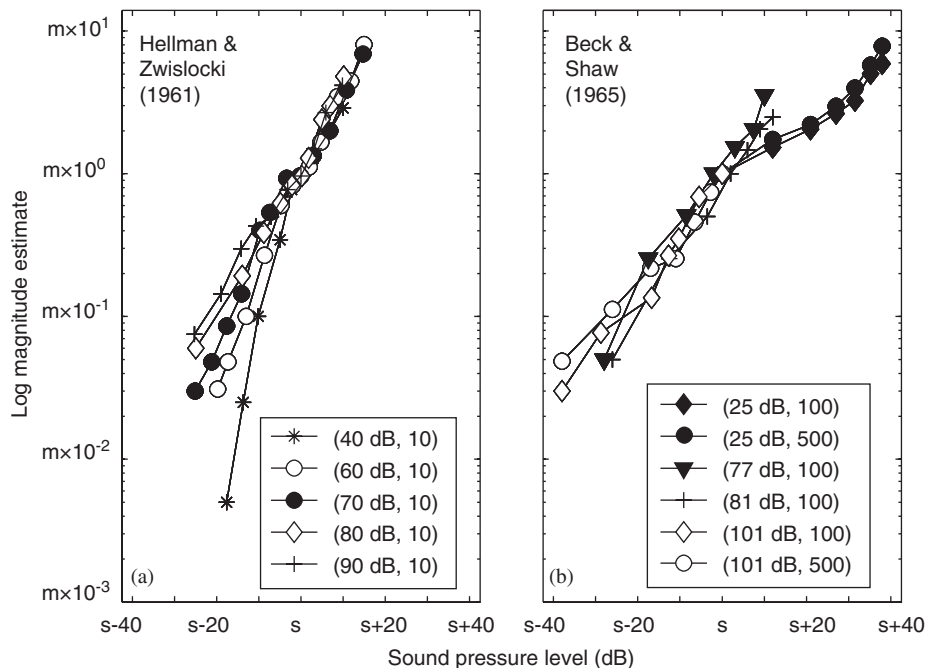 m×10¹
m×10⁰
m×10⁻¹
m×10⁻²
m×10⁻³
Log magnitude estimate
Hellman &
Zwislocki
(1961)
(40 dB, 10)
(60 dB, 10)
(70 dB, 10)
(80 dB, 10)
(90 dB, 10)
(a)
s-40
s-20
s
s+20
s+40
Beck &
Shaw
(1965)
(25 dB, 100)
(25 dB, 500)
(77 dB, 100)
(81 dB, 100)
(101 dB, 100)
(101 dB, 500)
(b)
s-40
s-20
s
s+20
s+40
Sound pressure level (dB)